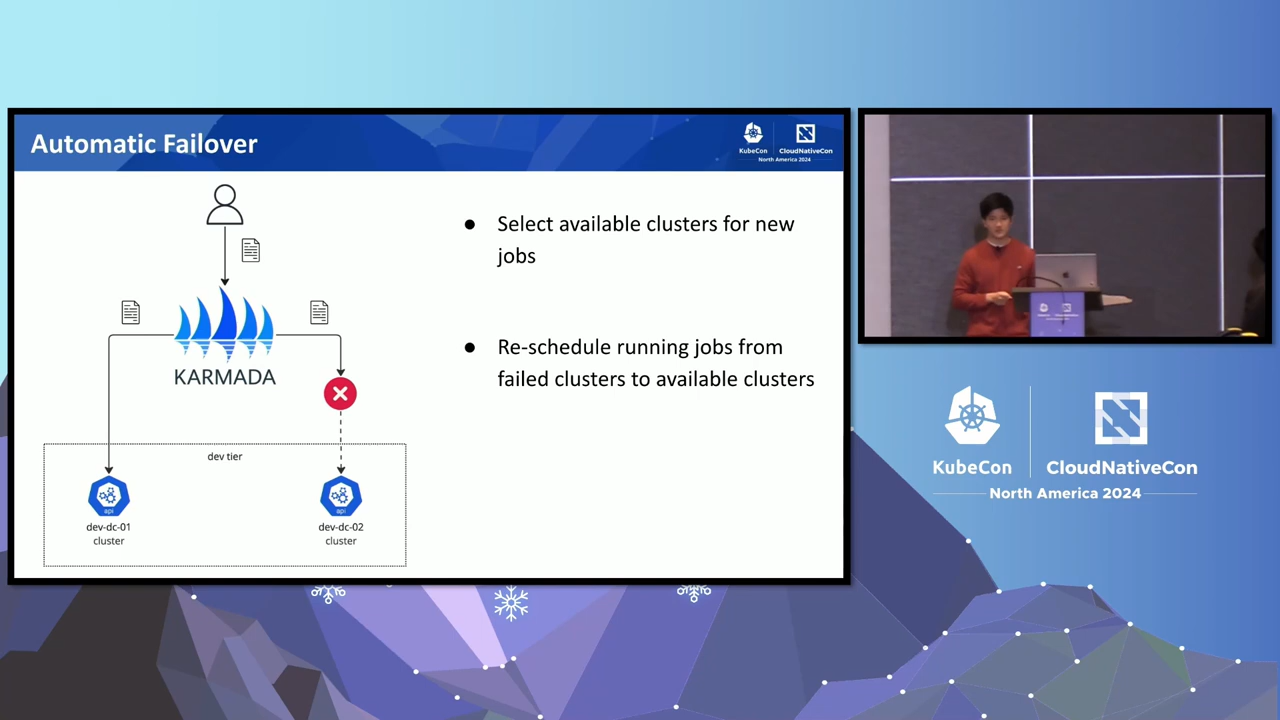 Automatic Failover
KubeCon
CloudNativeCon
North America 2024
Select available clusters for new
jobs
Re-schedule running jobs from
failed clusters to available clusters
KARMADA
dev tier
api
dev-dc-01
cluster
api
dev-dc-02
cluster
KubeCon
CloudNativeCon
North America 2024